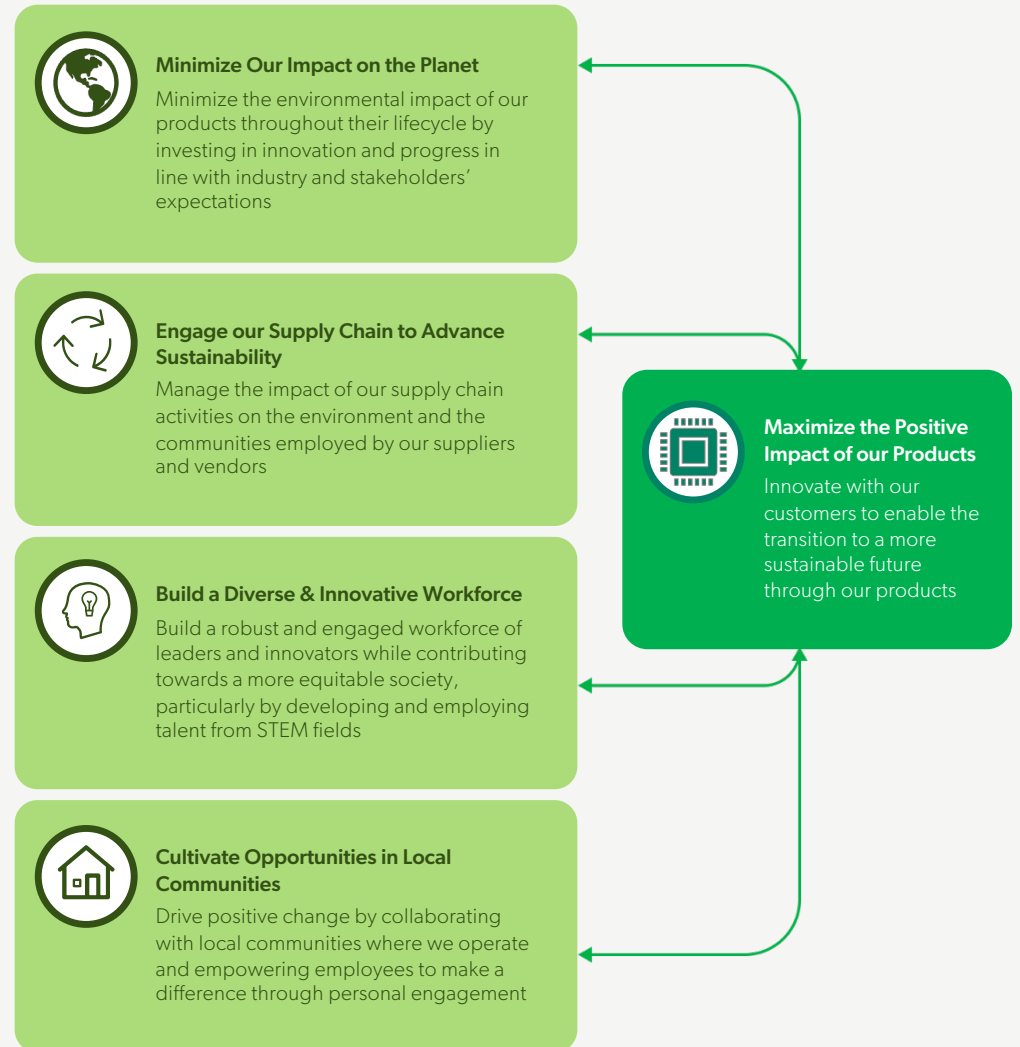 Minimize Our Impact on the Planet
Minimize the environmental impact of our
products throughout their lifecycle by
investing in innovation and progress in
line with industry and stakeholders’
expectations
Engage our Supply Chain to Advance
Sustainability
Manage the impact of our supply chain
activities on the environment and the
communities employed by our suppliers
and vendors
Build a Diverse & Innovative Workforce
Build a robust and engaged workforce of
leaders and innovators while contributing
towards a more equitable society,
particularly by developing and employing
talent from STEM fields
Cultivate Opportunities in Local
Communities
Drive positive change by collaborating
with local communities where we operate
and empowering employees to make a
difference through personal engagement
Maximize the Positive
Impact of our Products
Innovate with our
customers to enable the
transition to a more
sustainable future
through our products